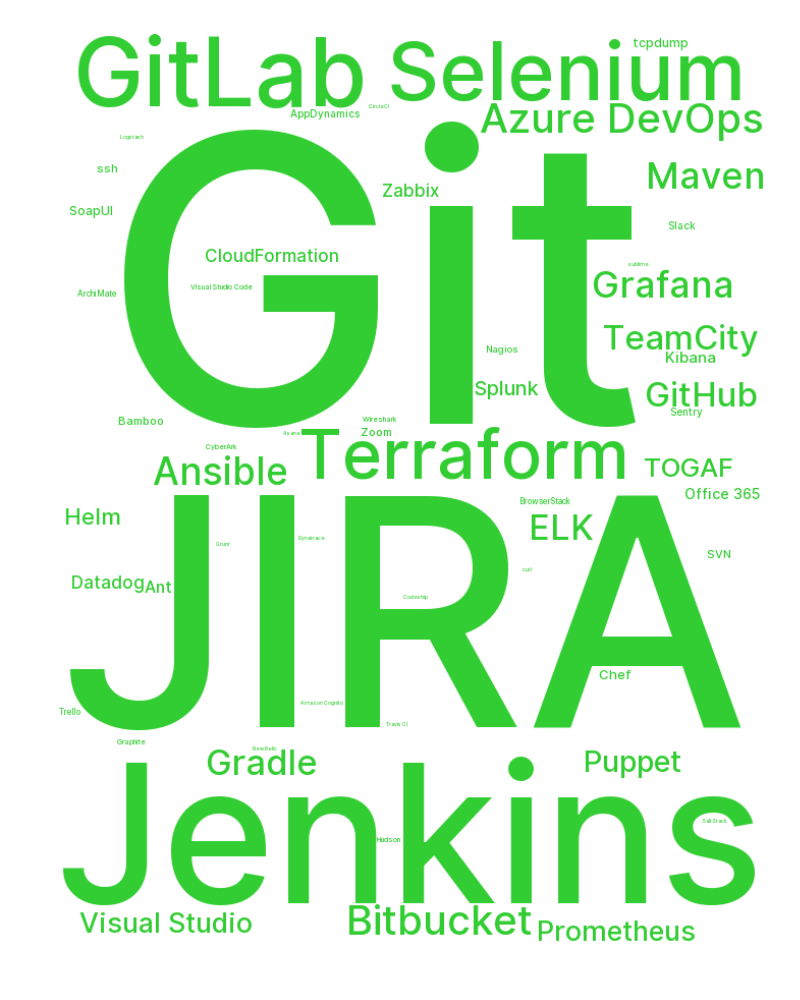 GitLab
Selenium
tcpdump
CircleCI
AppDynamics
Azure DevOps
Logstash
Git
ssh
Maven
Zabbix
SoapUI
Slack
CloudFormation
sublime
Visual Studio Code
Grafana
ArchiMate
TeamCity
Nagios
Kibana
Splunk
GitHub
Sentry
Bamboo
Wireshark
Asana
Zoom
CyberArk
Terraform
Ansible
TOGAF
Office 365
BrowserStack
JIRA
Helm
ELK
Dynatrace
Grunt
SVN
curl
Datadog
Ant
Codeship
Chef
Amazon Cognito
Trello
Travis CI
Graphite
New Relic
Gradle
Puppet
Jenkins
Salt Stack
Hudson
Visual Studio
Bitbucket
Prometheus